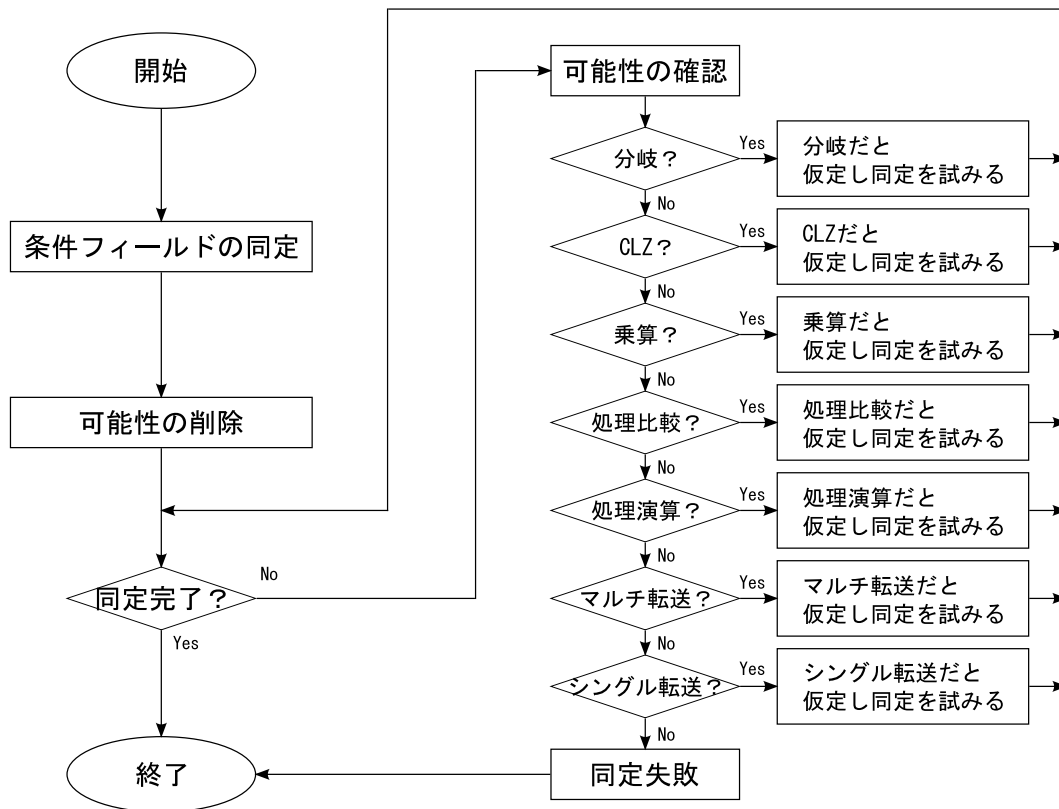 開始
条件フィールドの同定
可能性の削除
同定完了？
No
Yes
終了
可能性の確認
分岐？
Yes
分岐だと
仮定し同定を試みる
No
CLZ？
Yes
CLZだと
仮定し同定を試みる
No
乗算？
Yes
乗算だと
仮定し同定を試みる
No
処理比較？
Yes
処理比較だと
仮定し同定を試みる
No
処理演算？
Yes
処理演算だと
仮定し同定を試みる
No
マルチ転送？
Yes
マルチ転送だと
仮定し同定を試みる
No
シングル転送？
Yes
シングル転送だと
仮定し同定を試みる
No
同定失敗